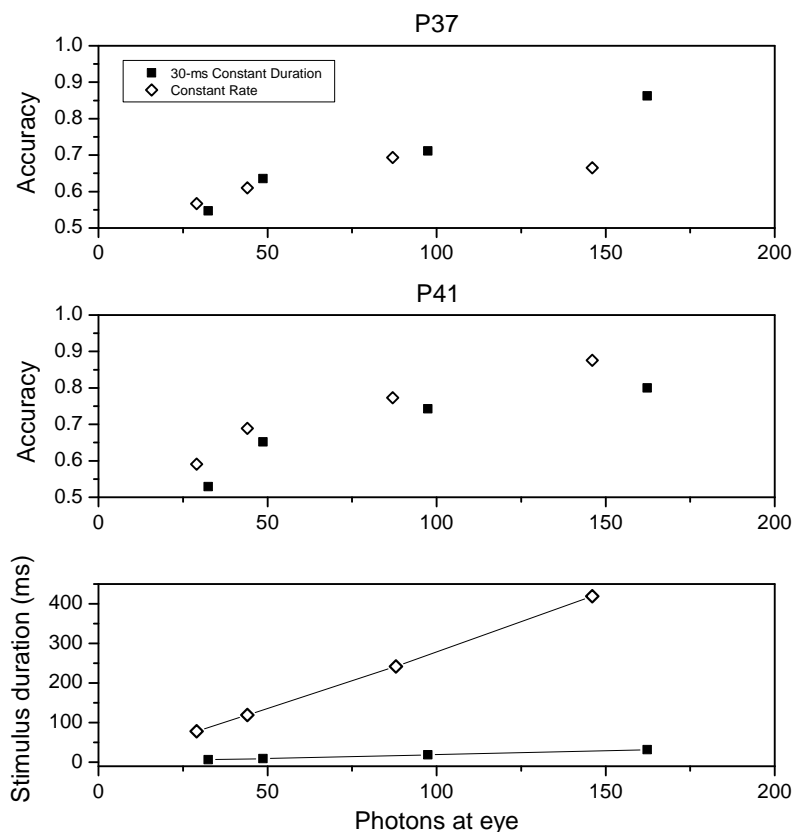 P37
1.0
0.9
0.8
0.7
0.6
0.5
Accuracy
30-ms Constant Duration
Constant Rate
0 50 100 150 200
P41
1.0
0.9
0.8
0.7
0.6
0.5
Accuracy
0 50 100 150 200
400
300
200
100
0
Stimulus duration (ms)
0 50 100 150 200
Photons at eye